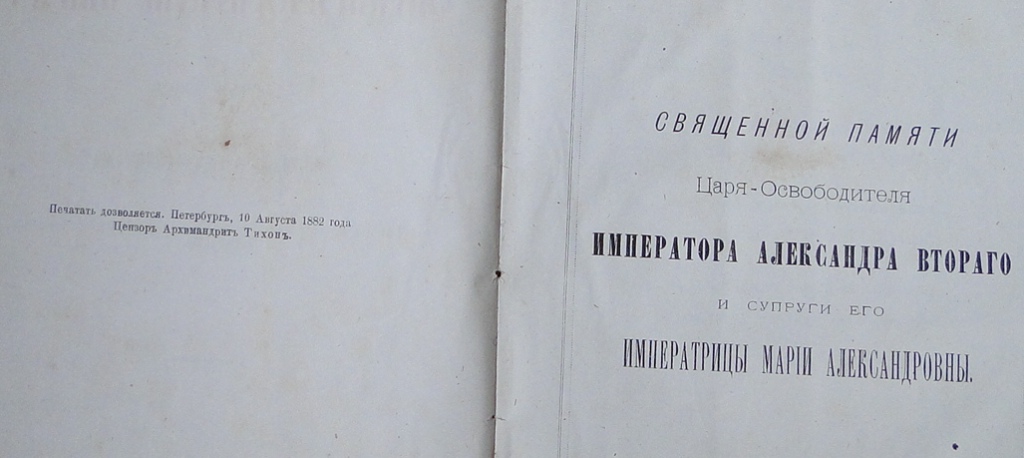 Печатать дозволяется. Петербургъ, 10 Августа 1882 года
Цензоръ Архимандритъ Тихонъ.
СВЯЩЕННОЙ ПАМЯТИ
Царя-Освободителя
ИМПЕРАТОРА АЛЕКСАНДРА ВТОРАГО
И СУПРУГИ ЕГО
ИМПЕРАТРИЦЫ МАРІИ АЛЕКСАНДРОВНЫ.